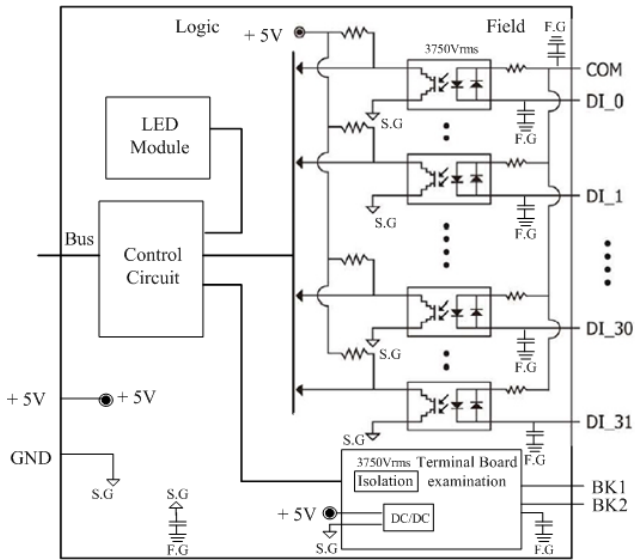 Logic
Field
+ 5V
F.G
3750Vrms
COM
S.G
DI_0
F.G
LED
Module
S.G
DI_1
F.G
Bus
Control
Circuit
S.G
DI_30
F.G
+ 5V
+ 5V
S.G
DI_31
F.G
GND
3750Vrms
Terminal Board
Isolation
examination
BK1
S.G
S.G
+ 5V
DC/DC
BK2
F.G
S.G
F.G